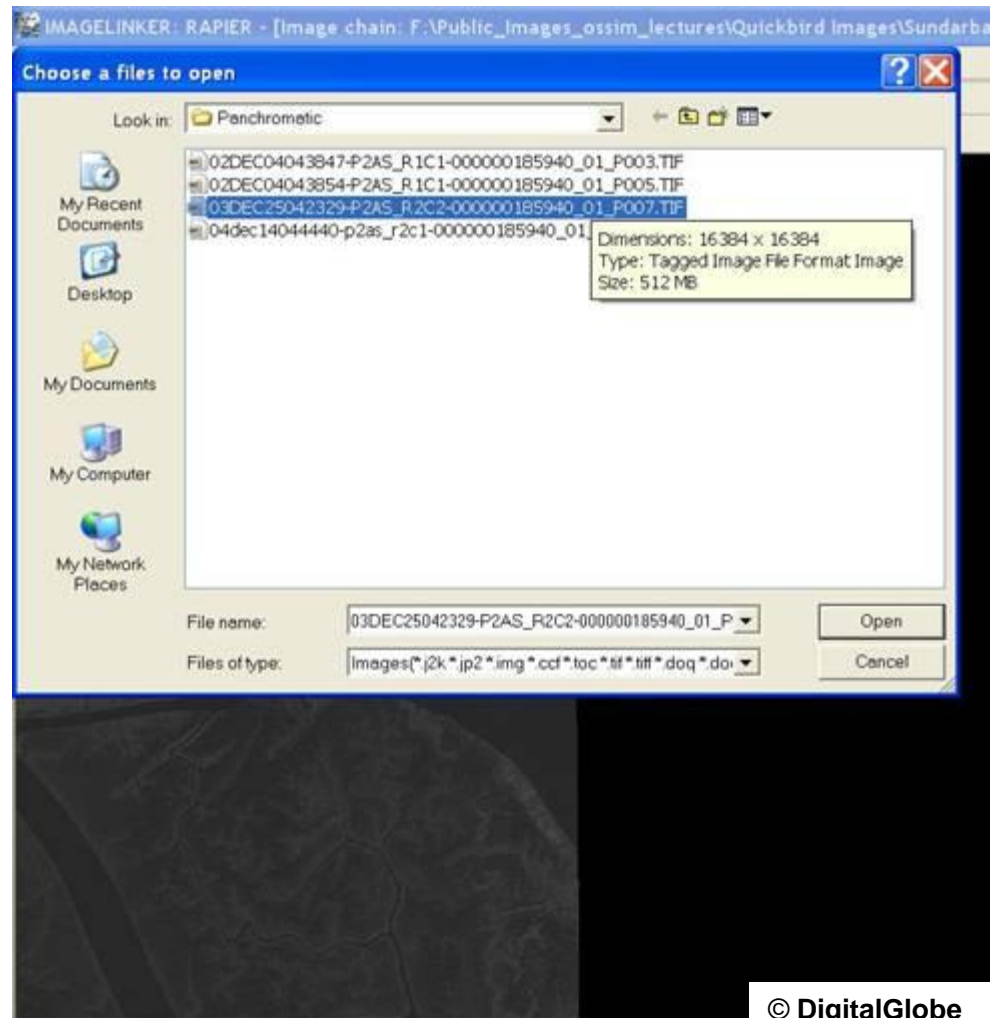 IMAGELINKER: RAPIER - [Image chain: F:\Public_Images_ossim_lectures\Quickbird Images\Sundarba
Choose a files to open
Look in: Panchromatic
02DEC04043847-P2AS_R1C1-000000185940_01_P003.TIF
02DEC04043854-P2AS_R1C1-000000185940_01_P005.TIF
03DEC25042329-P2AS_R2C2-000000185940_01_P007.TIF
04dec14044440-p2as_r2c1-000000185940_01_
Dimensions: 16384 x 16384
Type: Tagged Image File Format Image
Size: 512 MB
My Recent
Documents
Desktop
My Documents
My Computer
My Network
Places
File name: 03DEC25042329-P2AS_R2C2-000000185940_01_P
Open
Files of type: Images(*.j2k *.jp2 *.img *.ccf *.toc *.tif *.tiff *.doq *.do
Cancel
© DigitalGlobe